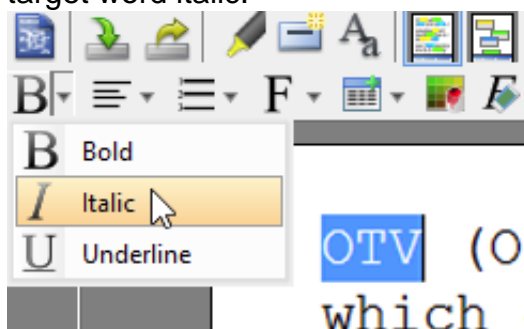 target word italic.
B F F
B Bold
I Italic
U Underline
OTV (O
which